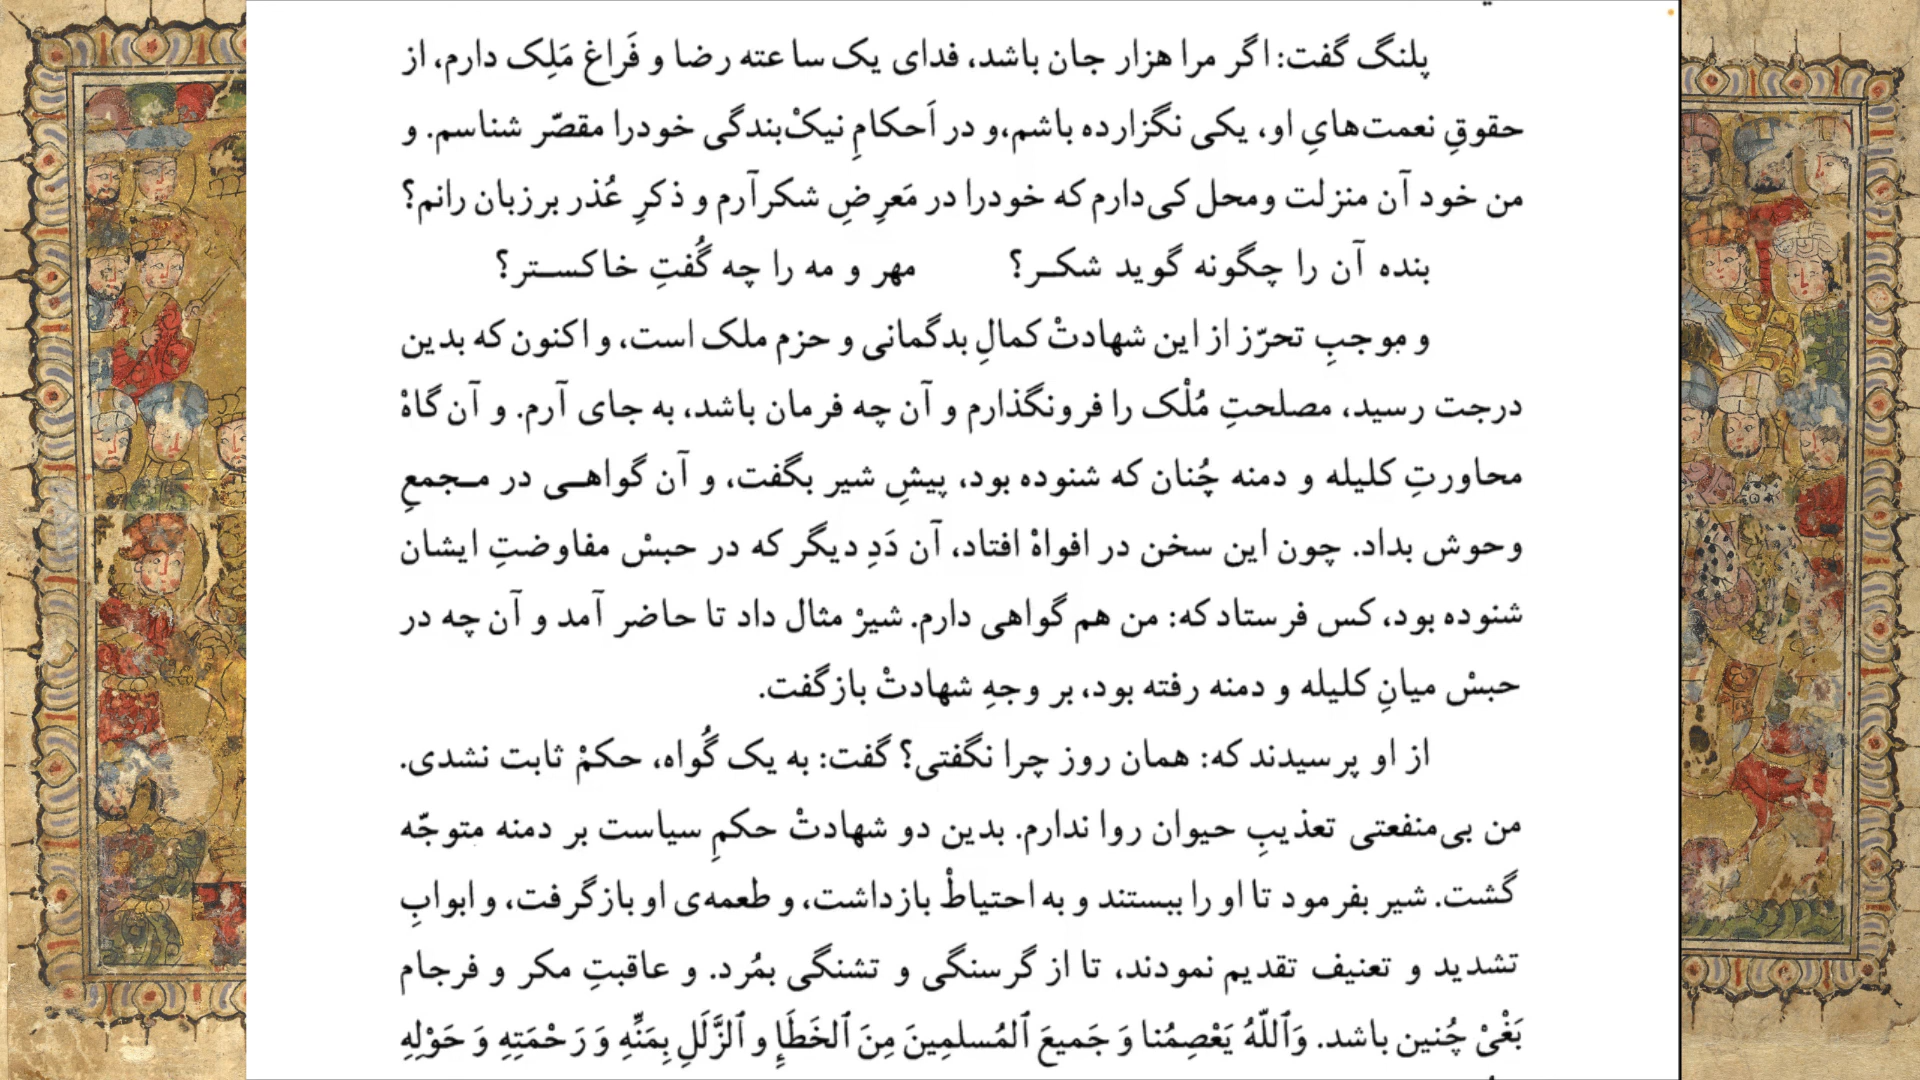 پلنگ گفت: اگر مرا هزار جان باشد، فدای یک ساعته رضا و فَراغِ مَلِک دارم، از
حقوقِ نعمت‌هایِ او، یکی نگزارده باشم،و در اَحکامِ نیکْ‌بندگی خودرا مقصّر شناسم. و
من خود آن منزلت ومحل کی‌دارم که خودرا در مَعرِضِ شکرآرم و ذکرِ عُذر برزبان رانم؟
بنده آن را چگونه گوید شکـر؟ مهر و مه را چه گُفتِ خاکسـتر؟
و موجبِ تحرّز از این شهادتْ کمالِ بدگمانی و حزم ملک است، و اکنون که بدین
درجت رسید، مصلحتِ مُلْک را فرونگذارم و آن چه فرمان باشد، به جای آرم. و آن گاهْ
محاورتِ کلیله و دمنه چُنان که شنوده بود، پیشِ شیر بگفت، و آن گواهـی در مـجمعِ
وحوش بداد. چون این سخن در افواهْ افتاد، آن دَدِ دیگر که در حبسْ مفاوضتِ ایشان
شنوده بود، کس فرستاد که: من هم گواهی دارم. شیرْ مثال داد تا حاضر آمد و آن چه در
حبسْ میانِ کلیله و دمنه رفته بود، بر وجهِ شهادتْ بازگفت.
از او پرسیدند که: همان روز چرا نگفتی؟ گفت: به یک گُواه، حکمْ ثابت نشدی.
من بی‌منفعتی تعذیبِ حیوان روا ندارم. بدین دو شهادتْ حکمِ سیاست بر دمنه متوجّه
گشت. شیر بفرمود تا او را ببستند و به احتیاطْ بازداشت، و طعمه‌ی او بازگرفت، و ابوابِ
تشدید و تعنیف تقدیم نمودند، تا از گرسنگی و تشنگی بمُرد. و عاقبتِ مکر و فرجام
بَغْیْ چُنین باشد. وَٱللّهُ یَعْصِمُنا وَ جَمیعَ ٱلمُسلمِینَ مِنَ ٱلخَطَإِ و ٱلزَّلَلِ بِمَنِّهِ وَ رَحْمَتِهِ وَ حَوْلِهِ